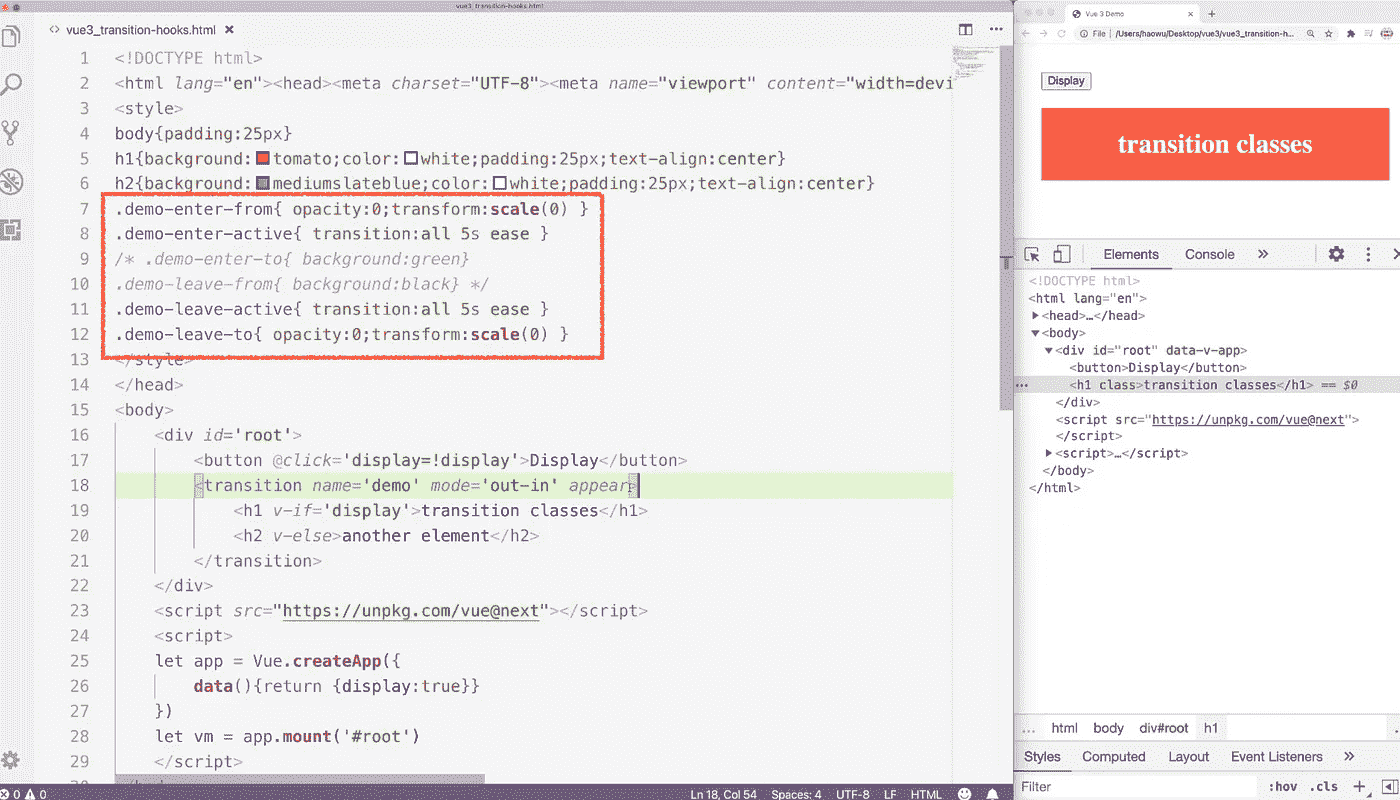 vue3_transition-hooks.html
<> vue3_transition-hooks.html ×
1 <!DOCTYPE html>
2 <html lang="en"><head><meta charset="UTF-8"><meta name="viewport" content="width=devi
3 <style>
4 body{padding:25px}
5 h1{background:tomato;color:white;padding:25px;text-align:center}
6 h2{background:mediumslateblue;color:white;padding:25px;text-align:center}
7 .demo-enter-from{ opacity:0;transform:scale(0) }
8 .demo-enter-active{ transition:all 5s ease }
9 /* .demo-enter-to{ background:green}
10 .demo-leave-from{ background:black} */
11 .demo-leave-active{ transition:all 5s ease }
12 .demo-leave-to{ opacity:0;transform:scale(0) }
13 </style>
14 </head>
15 <body>
16 <div id='root'>
17 <button @click='display=!display'>Display</button>
18 <transition name='demo' mode='out-in' appear>
19 <h1 v-if='display'>transition classes</h1>
20 <h2 v-else>another element</h2>
21 </transition>
22 </div>
23 <script src="https://unpkg.com/vue@next"></script>
24 <script>
25 let app = Vue.createApp({
26 data(){return {display:true}}
27 })
28 let vm = app.mount('#root')
29 </script>
0 0 Ln 18, Col 54 Spaces: 4 UTF-8 LF HTML
Vue 3 Demo × +
File | /Users/haowu/Desktop/vue3/vue3_transition-h...
Display
transition classes
Elements Console »
<!DOCTYPE html>
<html lang="en">
<head>…</head>
<body>
<div id="root" data-v-app>
<button>Display</button>
<h1 class>transition classes</h1> == $0
</div>
<script src="https://unpkg.com/vue@next">
</script>
<script>…</script>
</body>
</html>
... html body div#root h1
Styles Computed Layout Event Listeners »
Filter :hov .cls +